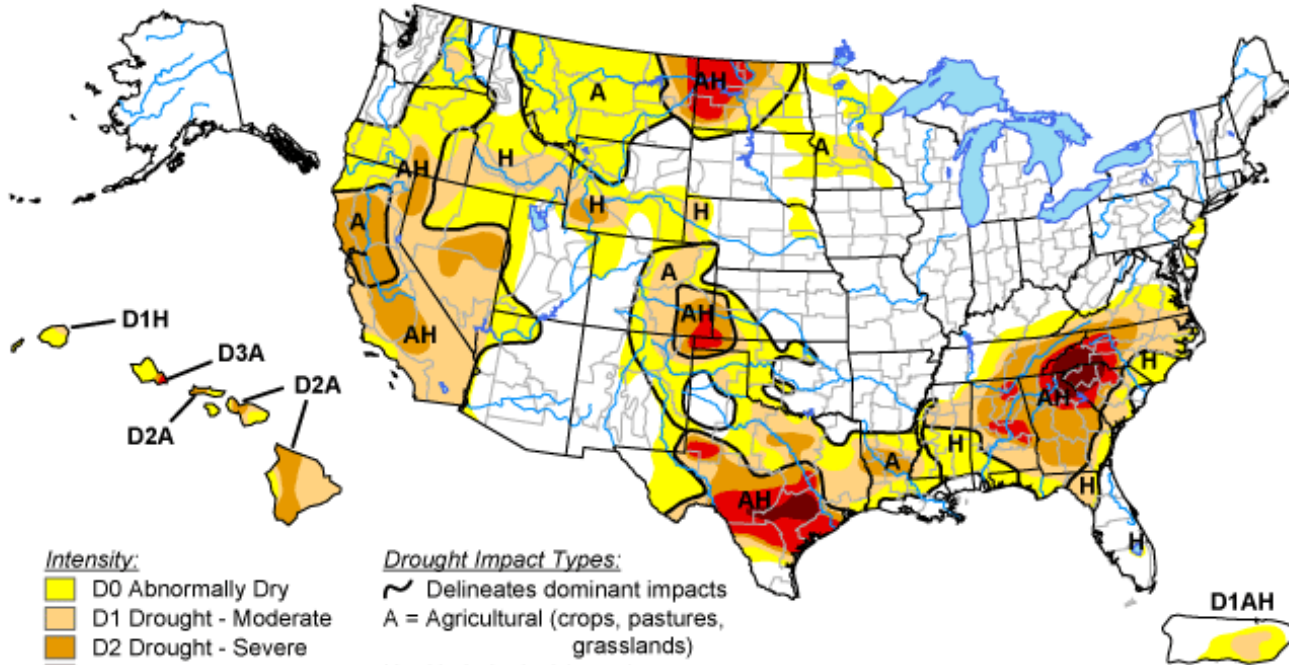 AH
A
A
AH
H
A
H
H
A
A
AH
AH
D1H
D3A
D2A
D2A
H
AH
H
A
AH
H
H
D1AH
Intensity:
D0 Abnormally Dry
D1 Drought - Moderate
D2 Drought - Severe
Drought Impact Types:
Delineates dominant impacts
A = Agricultural (crops, pastures,
grasslands)